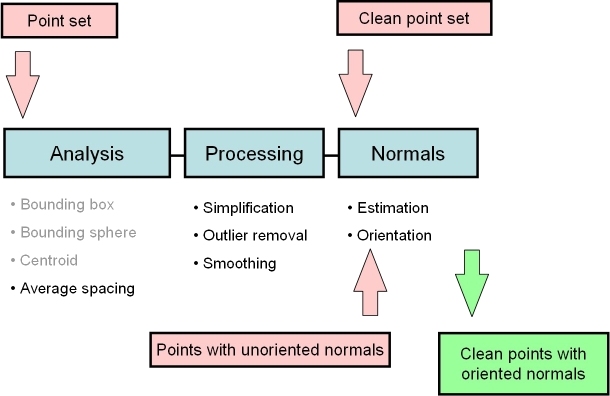 Point set
Clean point set
Analysis
Processing
Normals
• Bounding box
• Bounding sphere
• Centroid
• Average spacing
• Simplification
• Outlier removal
• Smoothing
• Estimation
• Orientation
Points with unoriented normals
Clean points with
oriented normals